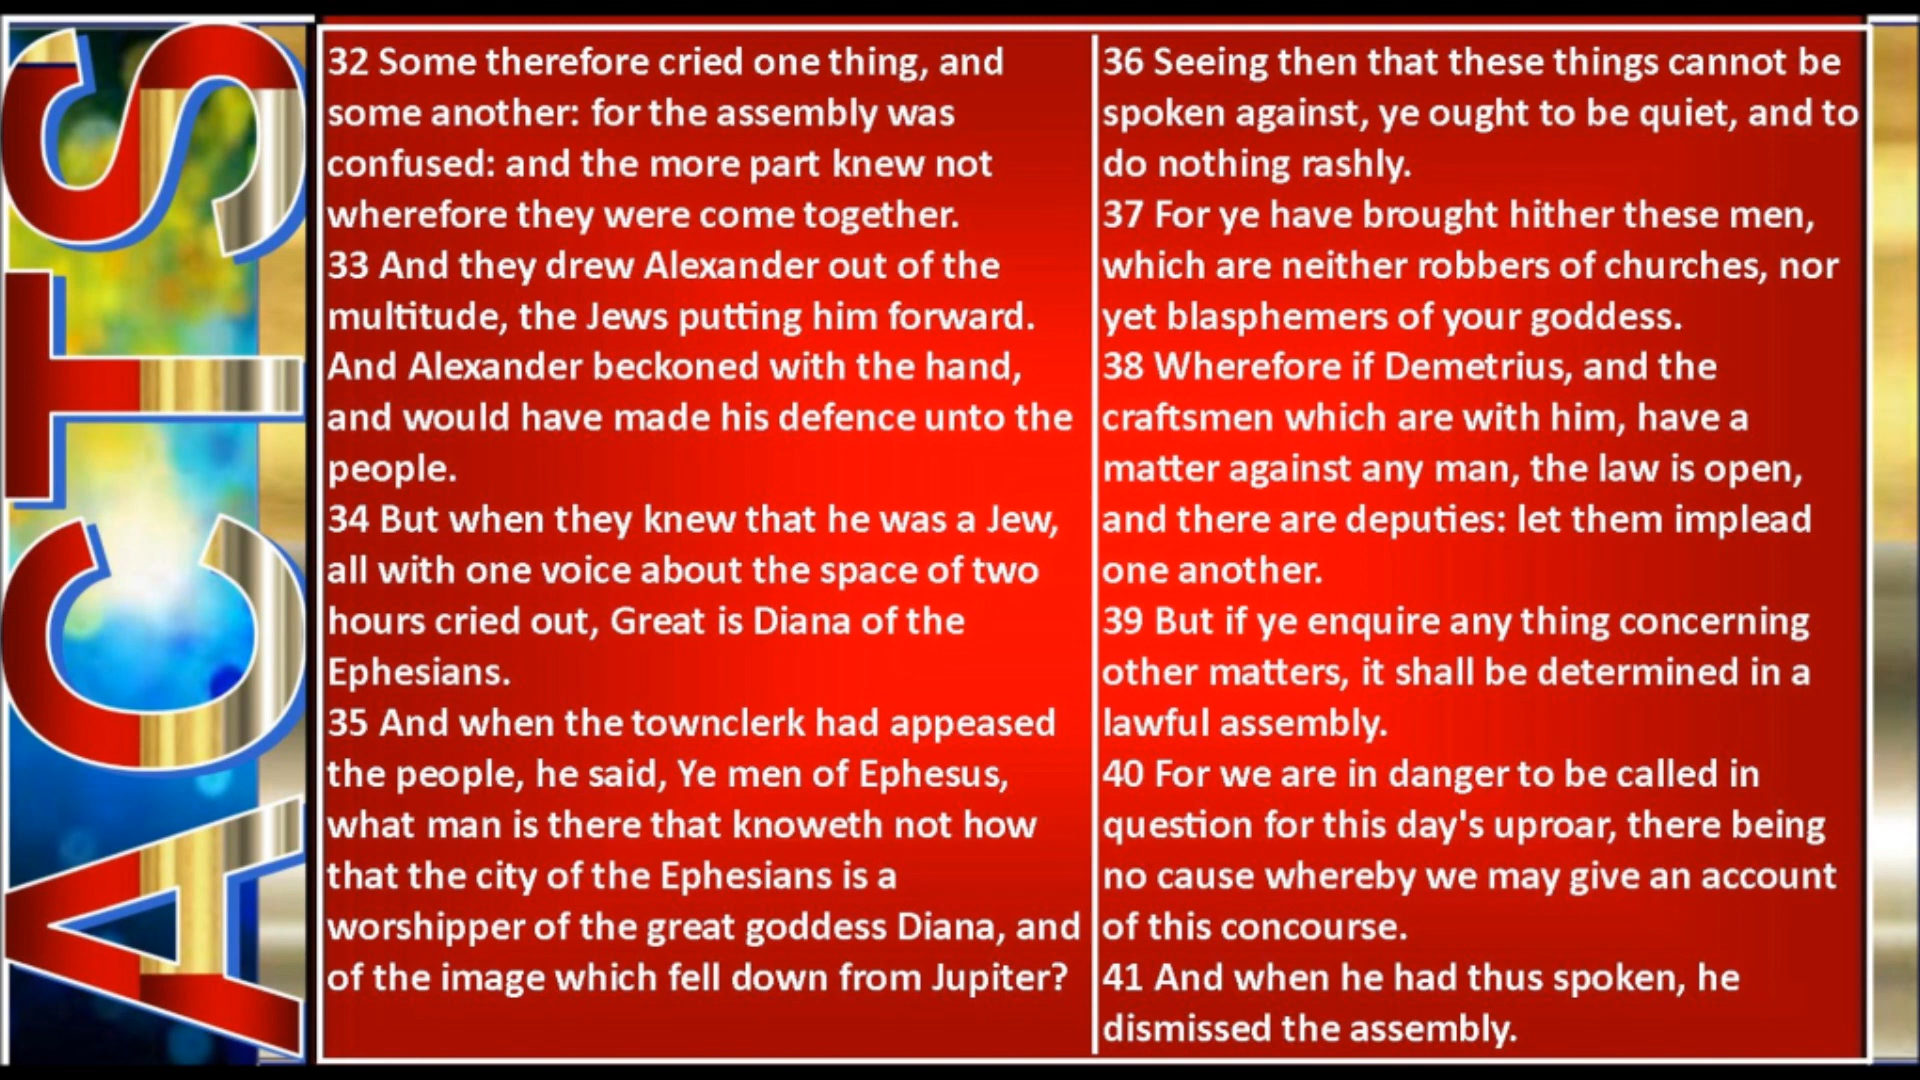 ACTS
32 Some therefore cried one thing, and
some another: for the assembly was
confused: and the more part knew not
wherefore they were come together.
33 And they drew Alexander out of the
multitude, the Jews putting him forward.
And Alexander beckoned with the hand,
and would have made his defence unto the
people.
34 But when they knew that he was a Jew,
all with one voice about the space of two
hours cried out, Great is Diana of the
Ephesians.
35 And when the townclerk had appeased
the people, he said, Ye men of Ephesus,
what man is there that knoweth not how
that the city of the Ephesians is a
worshipper of the great goddess Diana, and
of the image which fell down from Jupiter?
36 Seeing then that these things cannot be
spoken against, ye ought to be quiet, and to
do nothing rashly.
37 For ye have brought hither these men,
which are neither robbers of churches, nor
yet blasphemers of your goddess.
38 Wherefore if Demetrius, and the
craftsmen which are with him, have a
matter against any man, the law is open,
and there are deputies: let them implead
one another.
39 But if ye enquire any thing concerning
other matters, it shall be determined in a
lawful assembly.
40 For we are in danger to be called in
question for this day's uproar, there being
no cause whereby we may give an account
of this concourse.
41 And when he had thus spoken, he
dismissed the assembly.